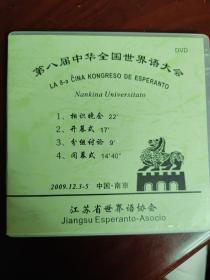 DVD
第八届中华全国世界语大会
LA 8-a ĈINA KONGRESO DE ESPERANTO
Nankina Universitato
1、相识晚会 22'
2、开幕式 17'
3、分组讨论 9'
4、闭幕式 14'40"
2009.12.3-5 中国·南京
江苏省世界语协会
Jiangsu Esperanto-Asocio